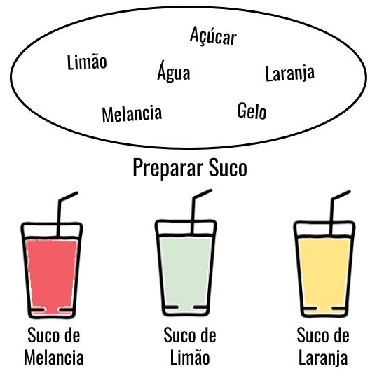 Açúcar
Limão
Água
Laranja
Melancia
Gelo
Preparar Suco
Suco de
Melancia
Suco de
Limão
Suco de
Laranja